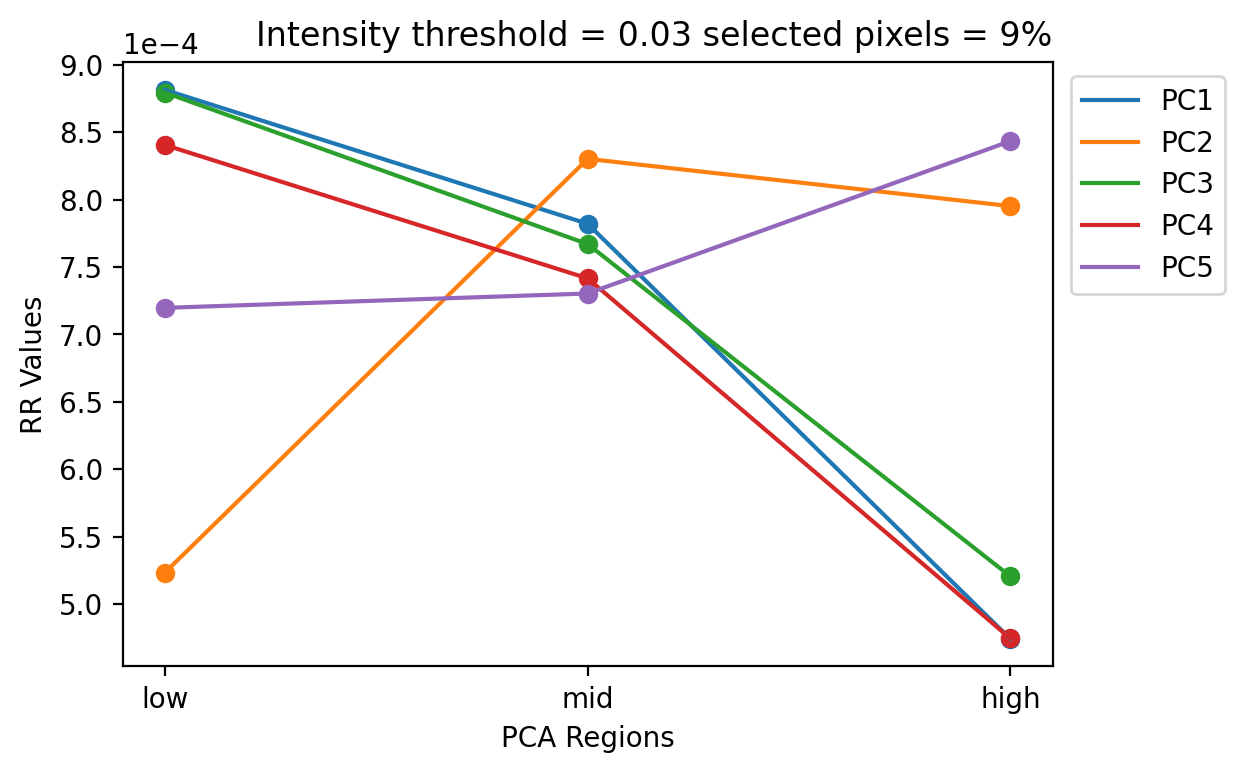 Intensity threshold = 0.03 selected pixels = 9%
1e−4
9.0
8.5
8.0
7.5
7.0
6.5
6.0
5.5
5.0
RR Values
low
mid
high
PCA Regions
PC1
PC2
PC3
PC4
PC5